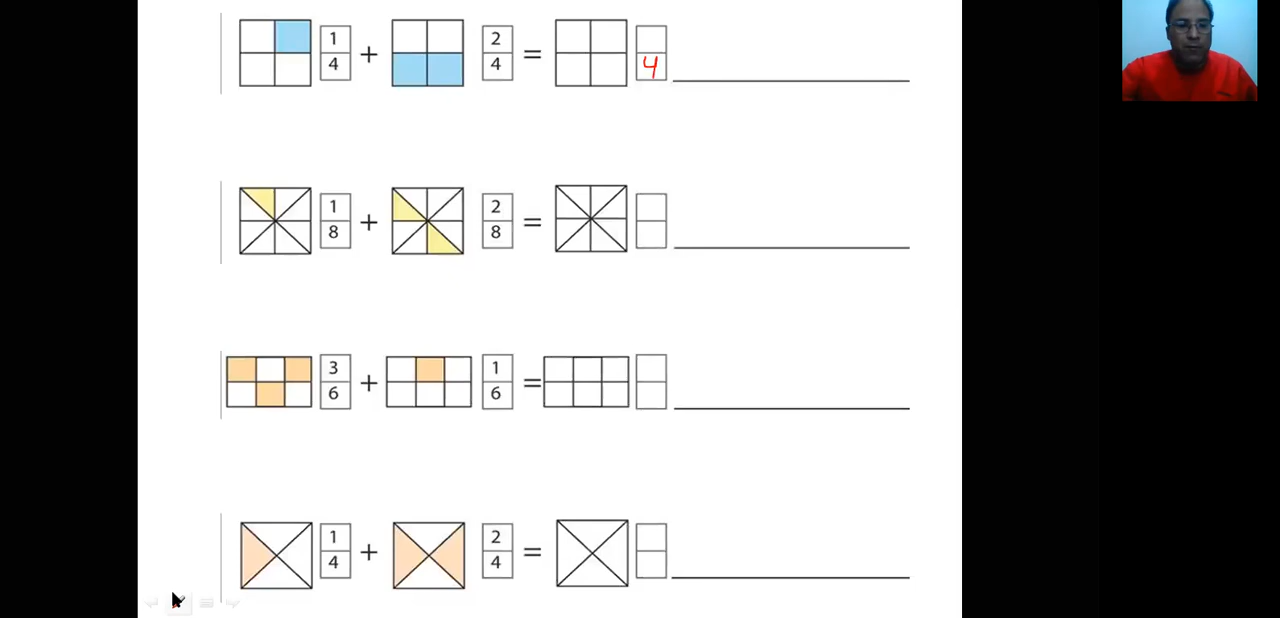 1 + 2 =
4 4 4
1 + 2 =
8 8
3 + 1 =
6 6
1 + 2 =
4 4